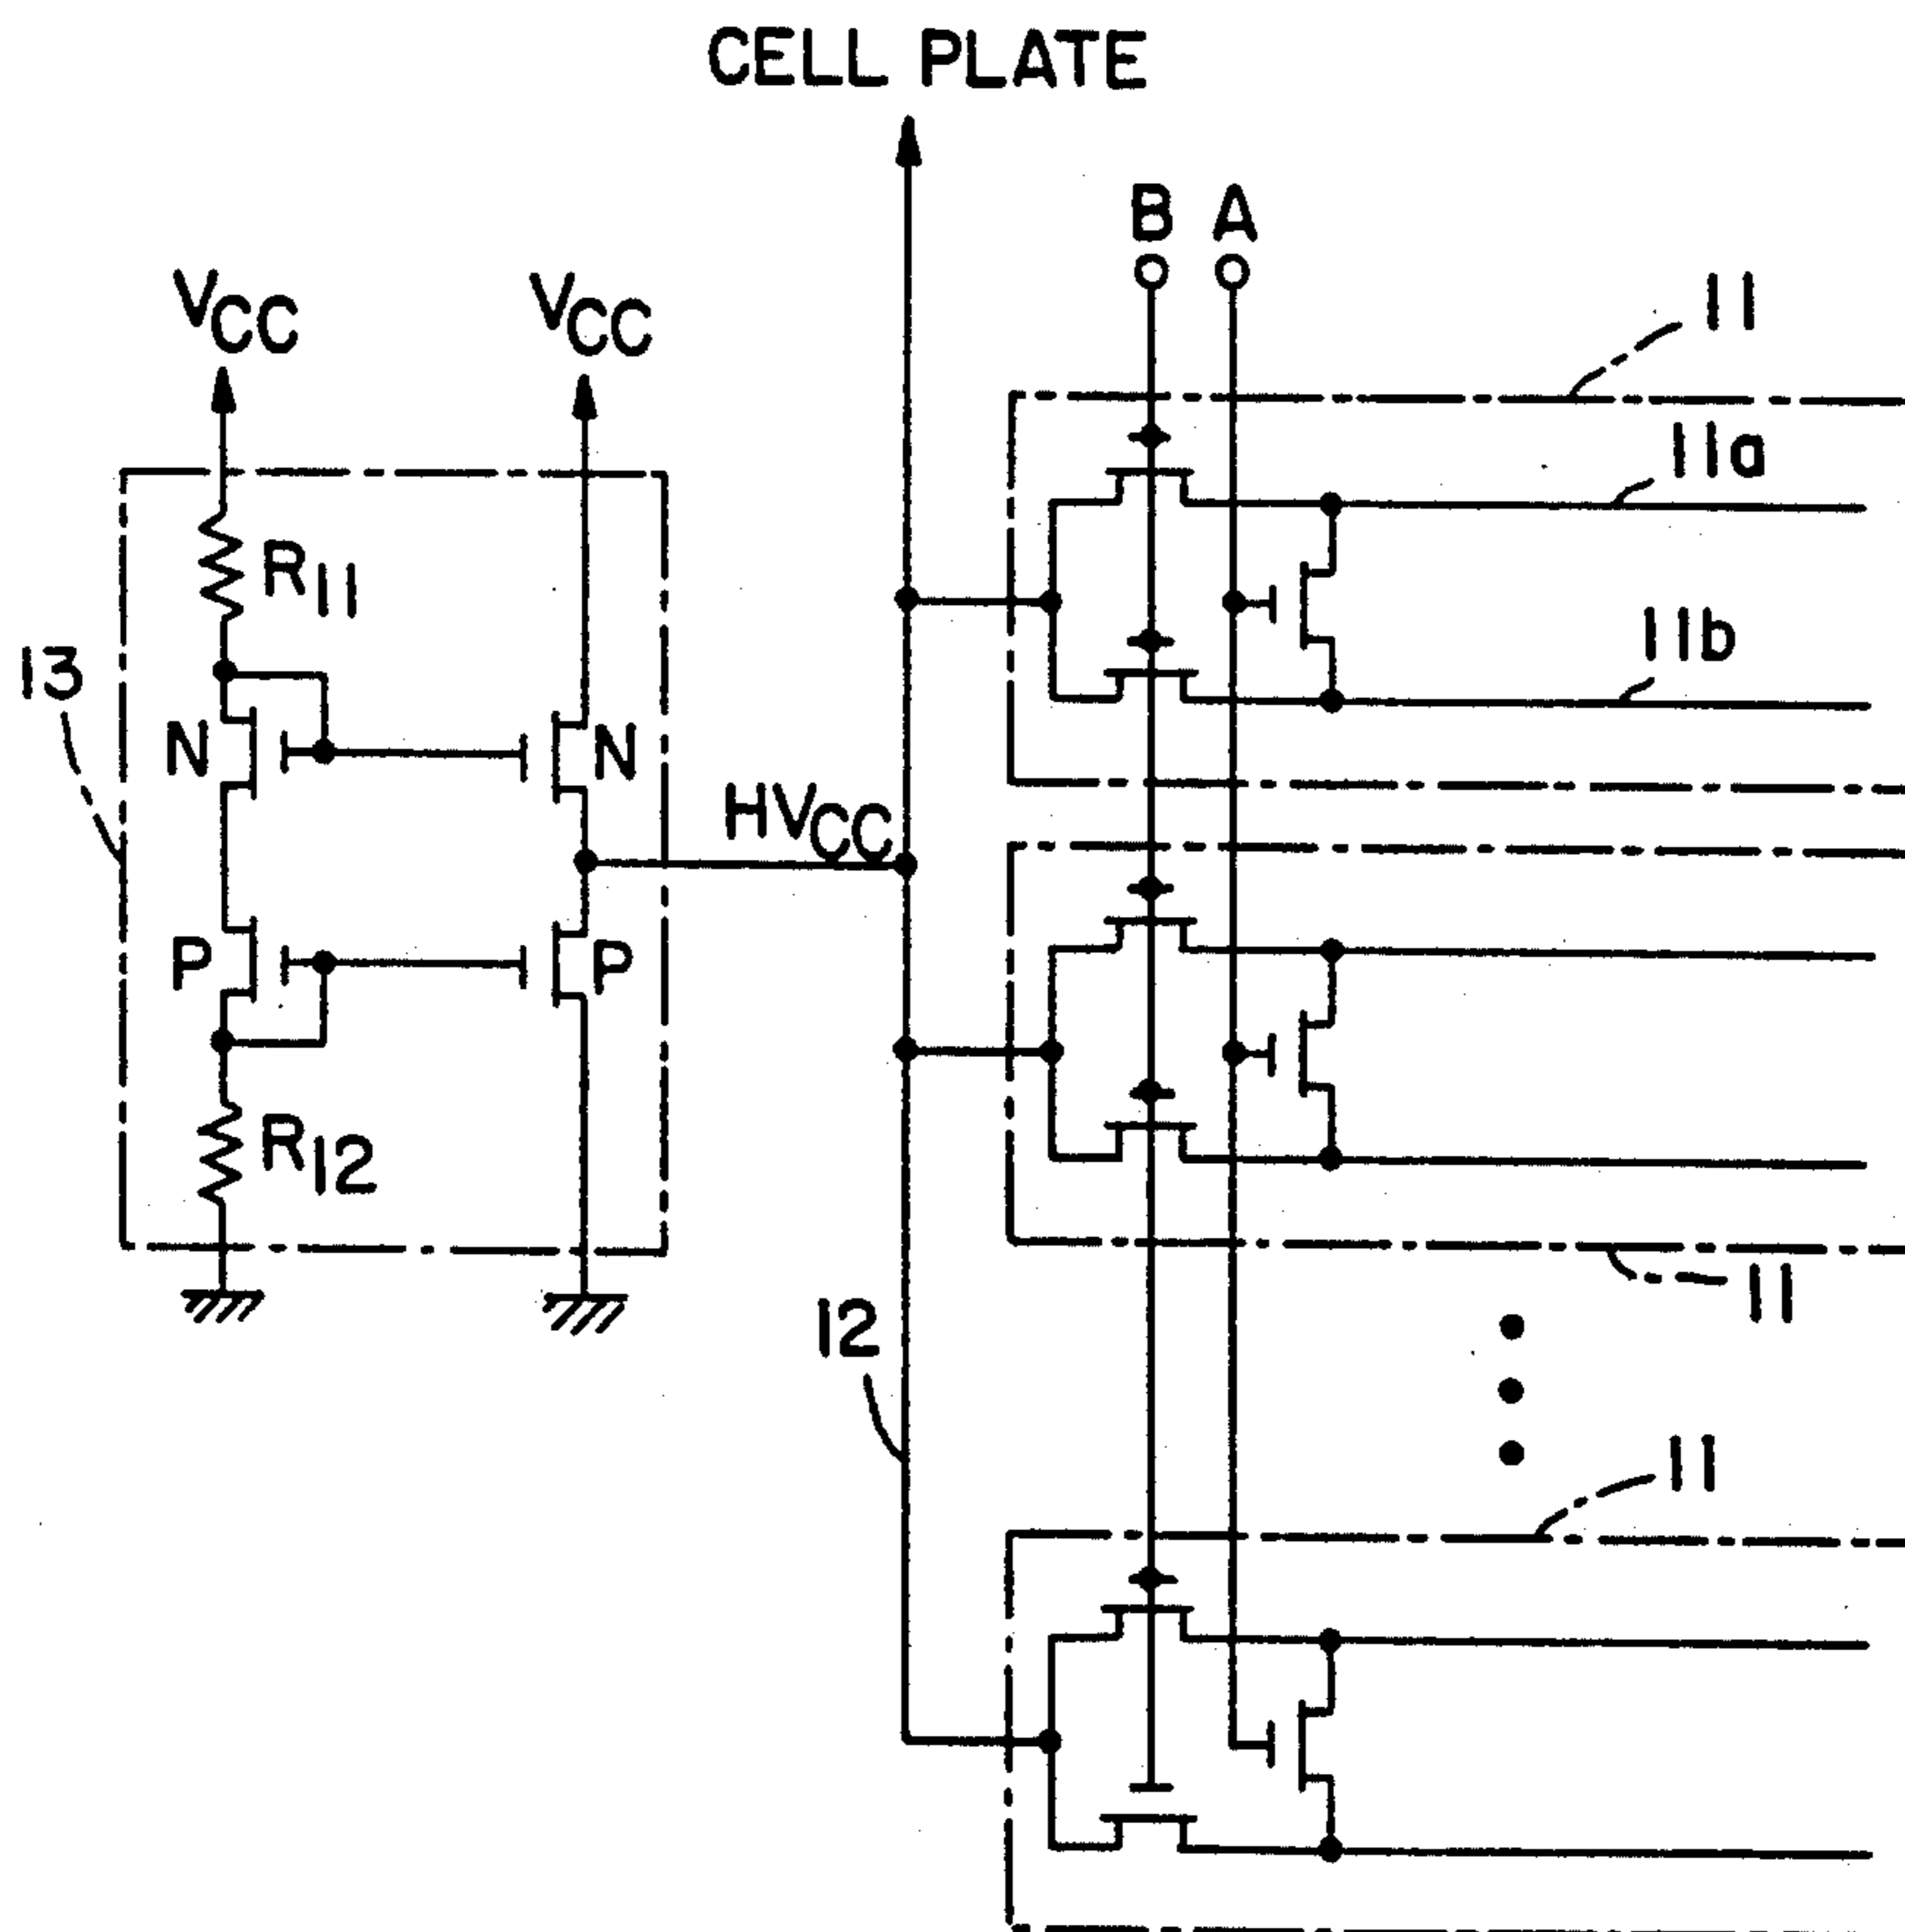 CELL PLATE
B A
VCC VCC
11
11a
R11
11b
13
N N
HVCC
P P
R12
11
12
11